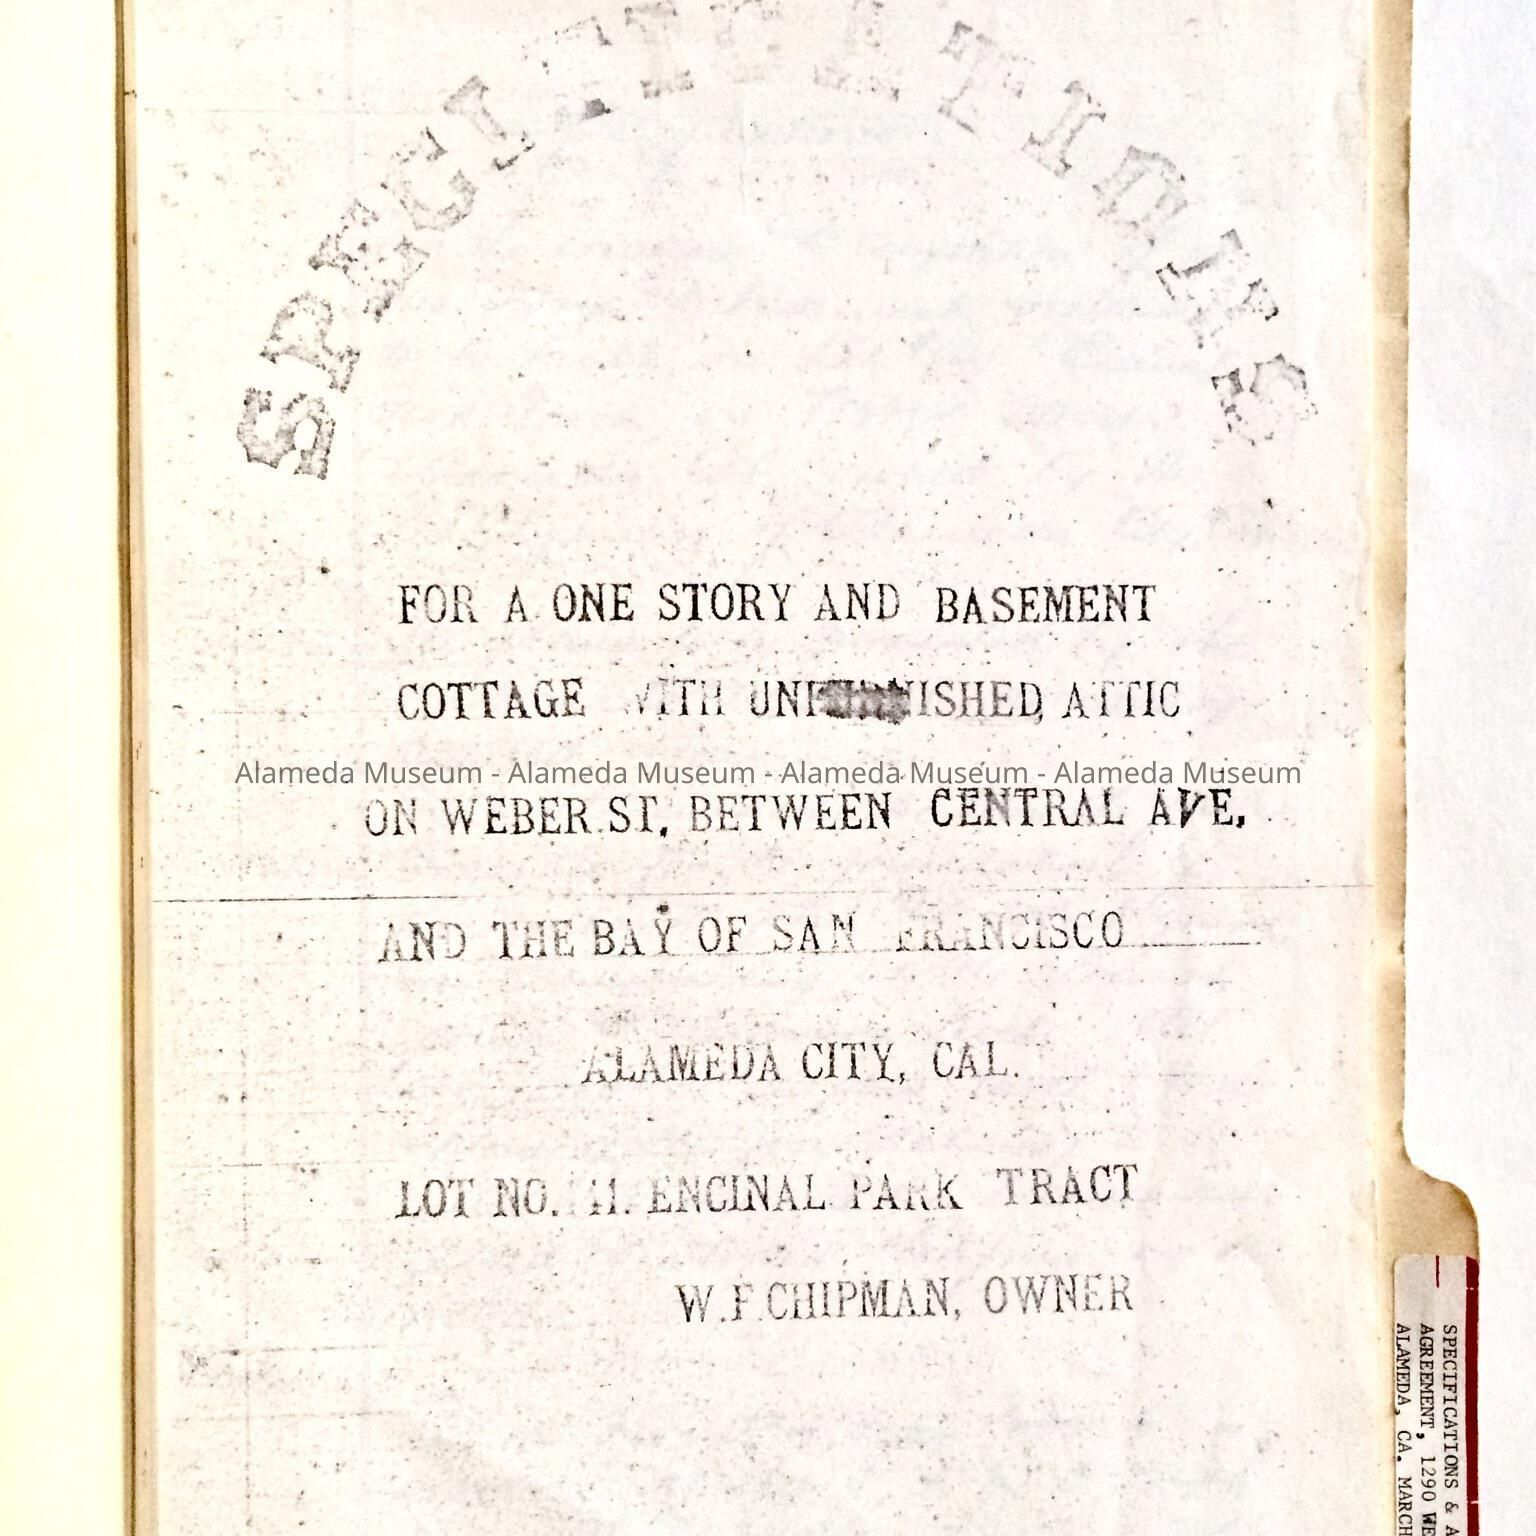 SPECIFICATIONS
FOR A ONE STORY AND BASEMENT
COTTAGE WITH UNFINISHED, ATTIC
Alameda Museum - Alameda Museum - Alameda Museum - Alameda Museum
ON WEBER ST. BETWEEN CENTRAL AVE.
AND THE BAY OF SAN FRANCISCO
ALAMEDA CITY, CAL.
LOT NO. ENCINAL PARK TRACT
W.F.CHIPMAN, OWNER
SPECIFICATIONS & A
AGREEMENT, 1290 WE
ALAMEDA, CA. MARCH